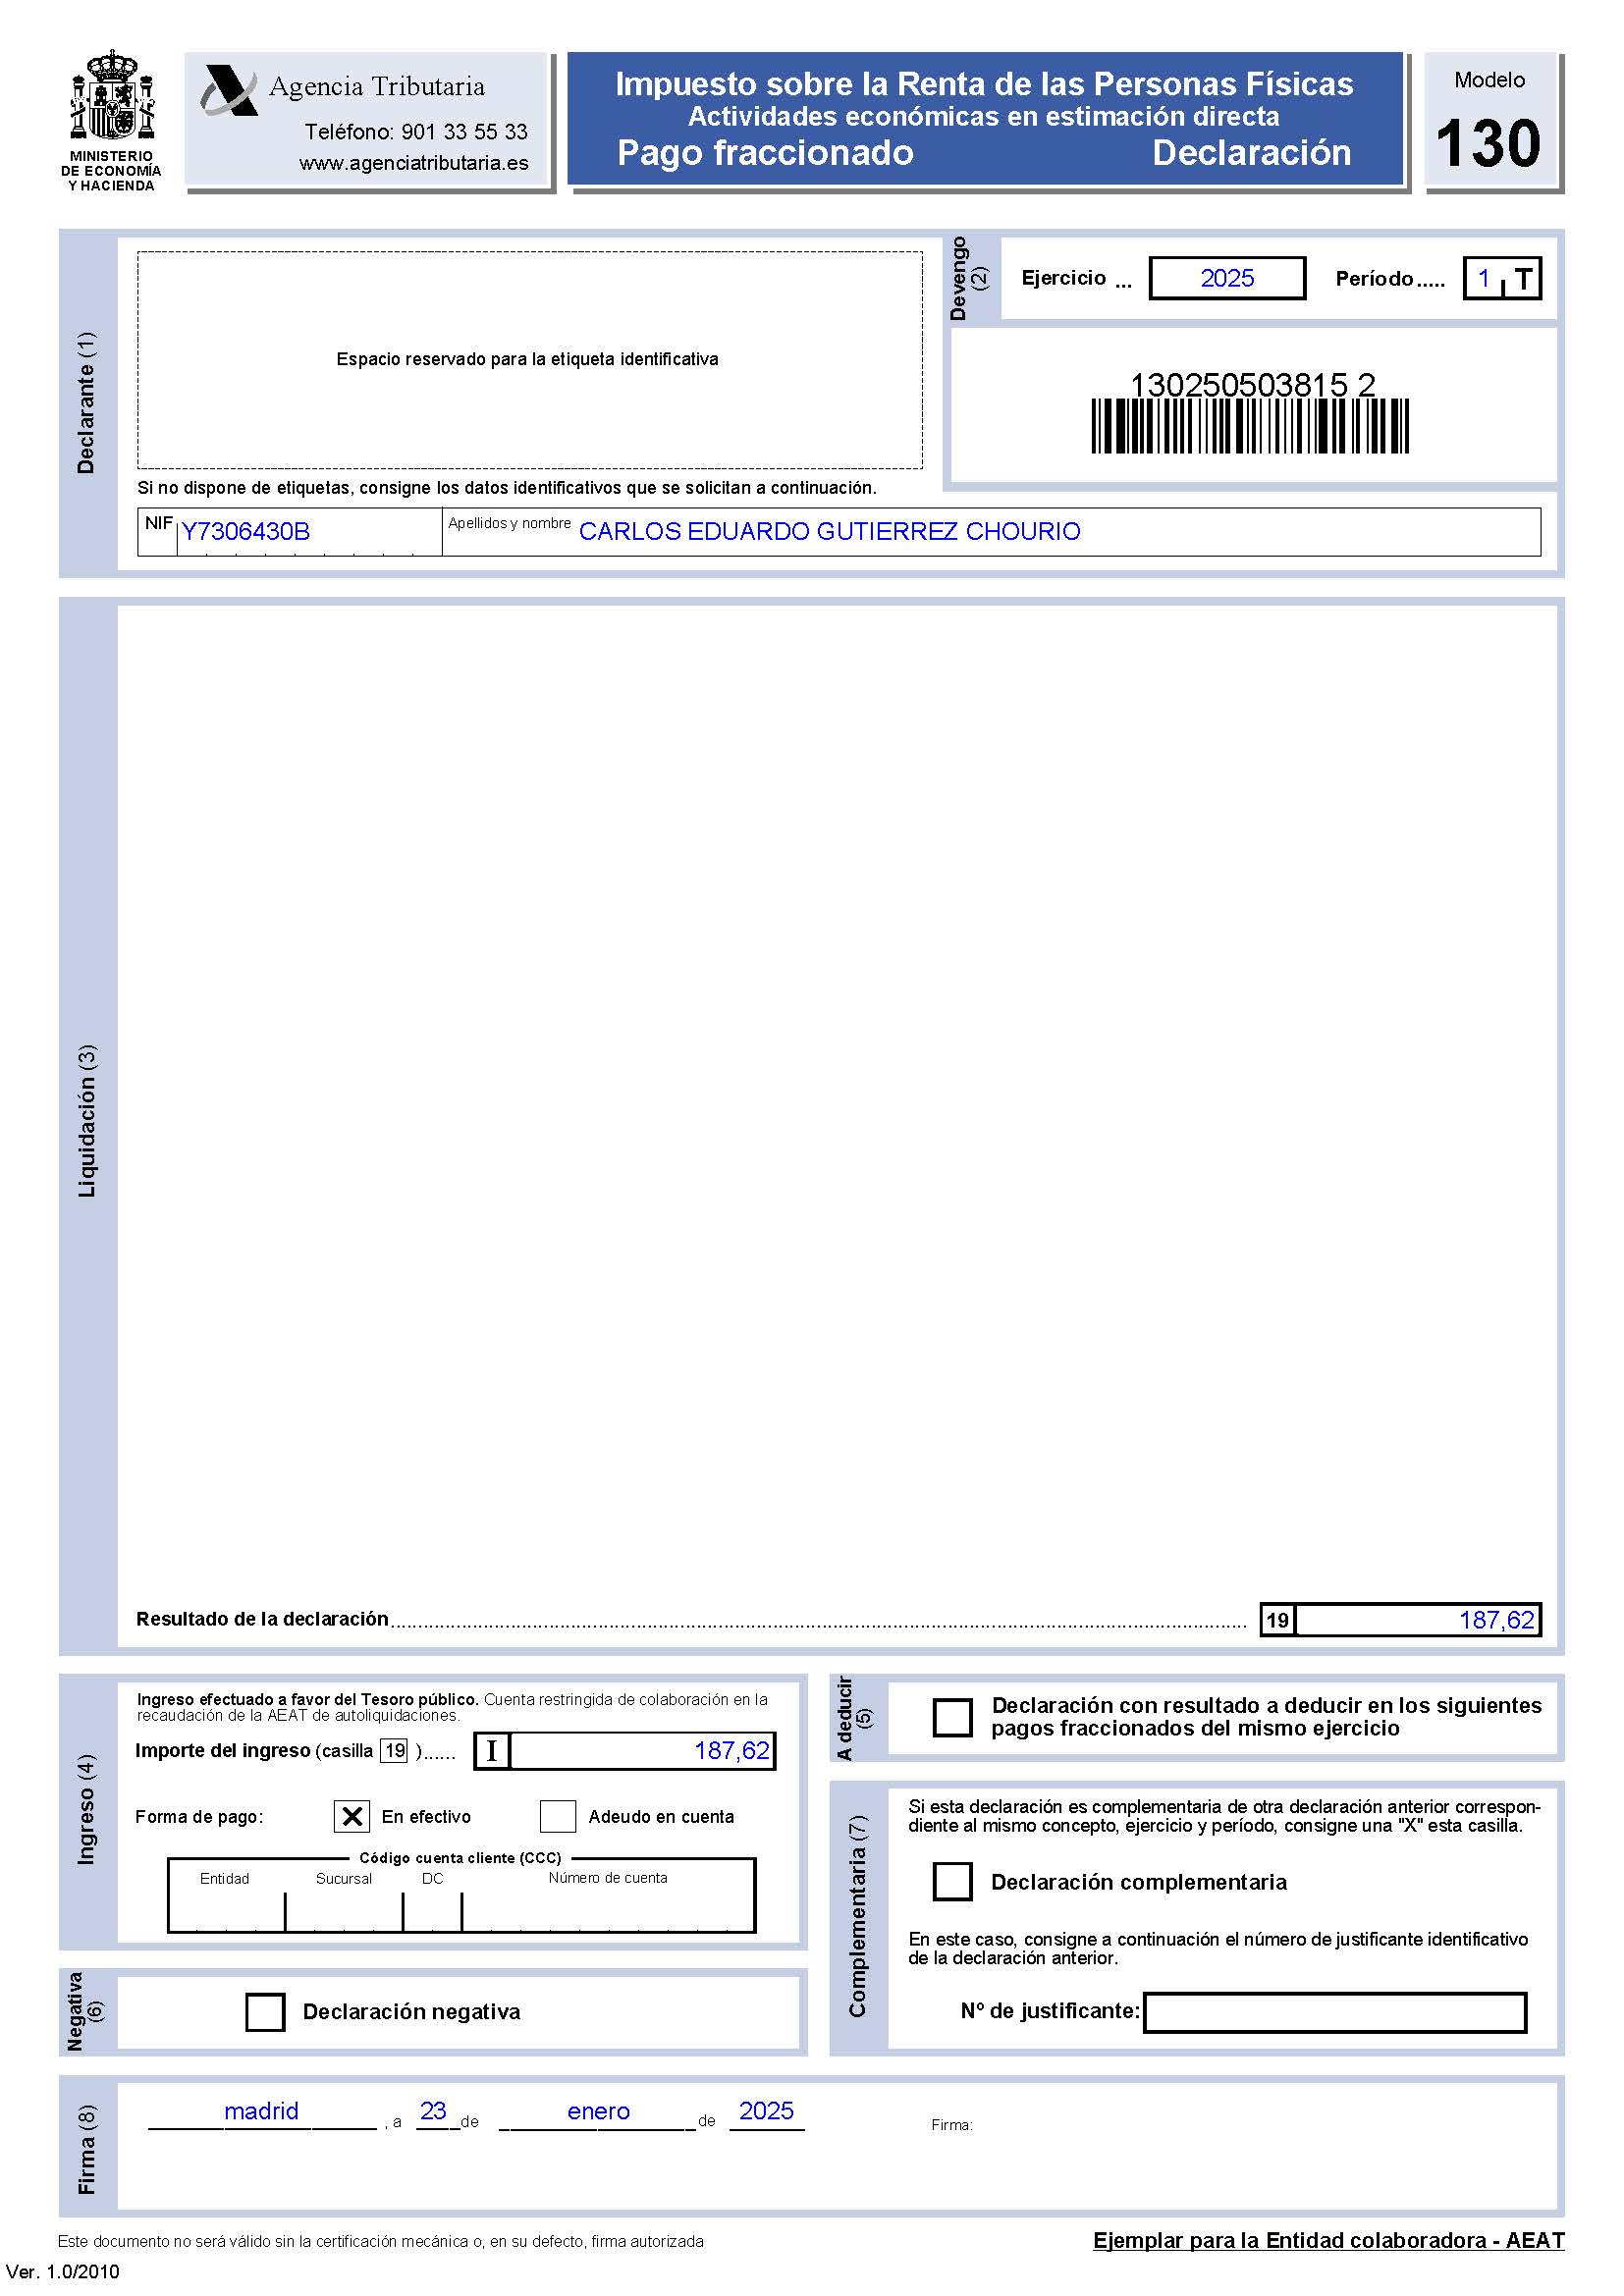 MINISTERIO
DE ECONOMÍA
Y HACIENDA
Agencia Tributaria
Teléfono: 901 33 55 33
www.agenciatributaria.es
Impuesto sobre la Renta de las Personas Físicas
Actividades económicas en estimación directa
Pago fraccionado Declaración
Modelo
130
Declarante (1)
Espacio reservado para la etiqueta identificativa
Si no dispone de etiquetas, consigne los datos identificativos que se solicitan a continuación.
Devengo (2)
Ejercicio ... 2025 Período..... 1 T
130250503815 2
NIF Y7306430B Apellidos y nombre CARLOS EDUARDO GUTIERREZ CHOURIO
Liquidación (3)
Resultado de la declaración 19 187,62
Ingreso (4)
Ingreso efectuado a favor del Tesoro público. Cuenta restringida de colaboración en la
recaudación de la AEAT de autoliquidaciones.
Importe del ingreso (casilla 19 )...... I 187,62
Forma de pago: X En efectivo Adeudo en cuenta
Código cuenta cliente (CCC)
Entidad Sucursal DC Número de cuenta
A deducir (5)
Declaración con resultado a deducir en los siguientes
pagos fraccionados del mismo ejercicio
Complementaria (7)
Si esta declaración es complementaria de otra declaración anterior correspon-
diente al mismo concepto, ejercicio y período, consigne una "X" esta casilla.
Declaración complementaria
En este caso, consigne a continuación el número de justificante identificativo
de la declaración anterior.
Nº de justificante:
Negativa (6)
Declaración negativa
Firma (8)
madrid , a 23 de enero de 2025 Firma:
Este documento no será válido sin la certificación mecánica o, en su defecto, firma autorizada
Ejemplar para la Entidad colaboradora - AEAT
Ver. 1.0/2010